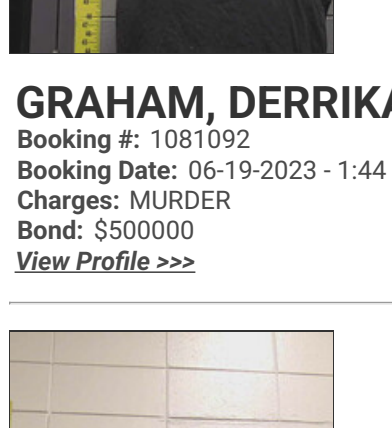 GRAHAM, DERRIKA
Booking #: 1081092
Booking Date: 06-19-2023 - 1:44
Charges: MURDER
Bond: $500000
View Profile >>>